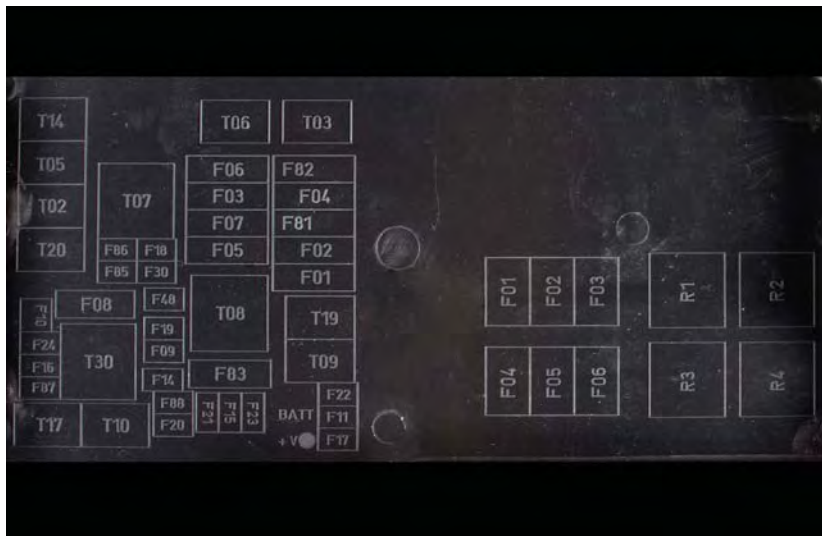 T14
T05
T02
T20
T06
T03
T07
F06
F03
F07
F05
F82
F04
F81
F02
F01
F86 F18
F85 F30
F10
F08
F48
T08
T19
T09
F24
F16
F87
T30
F19
F09
F14
F83
T17
T10
F88
F20
F21
F15
F23
BATT
+V
F22
F11
F17
F01
F02
F03
R1
R2
F04
F05
F06
R3
R4